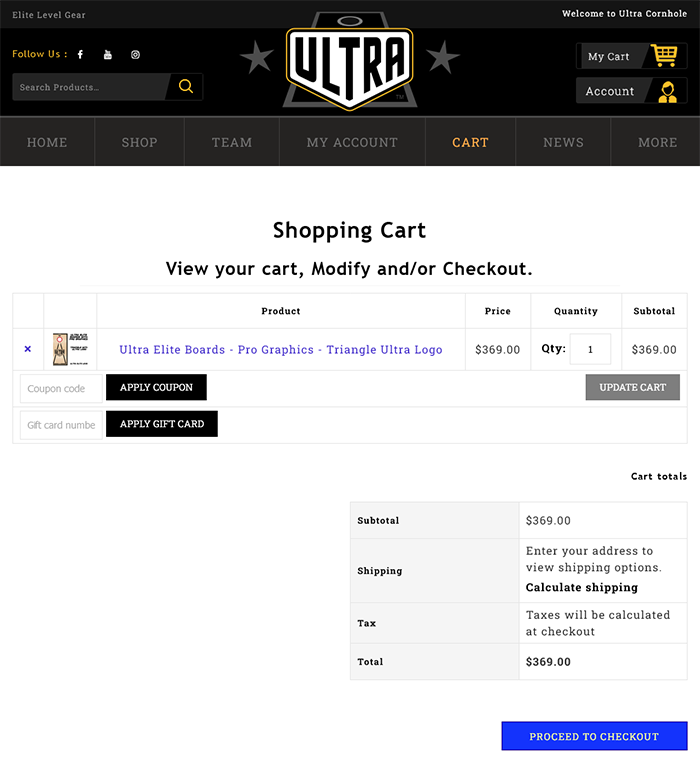 Elite Level Gear
Welcome to Ultra Cornhole
Follow Us :
ULTRA
TM
My Cart
Search Products...
Account
HOME SHOP TEAM MY ACCOUNT CART NEWS MORE
Shopping Cart
View your cart, Modify and/or Checkout.
Product Price Quantity Subtotal
× Ultra Elite Boards - Pro Graphics - Triangle Ultra Logo $369.00 Qty: 1 $369.00
Coupon code APPLY COUPON UPDATE CART
Gift card numbe APPLY GIFT CARD
Cart totals
Subtotal $369.00
Shipping Enter your address to
view shipping options.
Calculate shipping
Tax Taxes will be calculated
at checkout
Total $369.00
PROCEED TO CHECKOUT